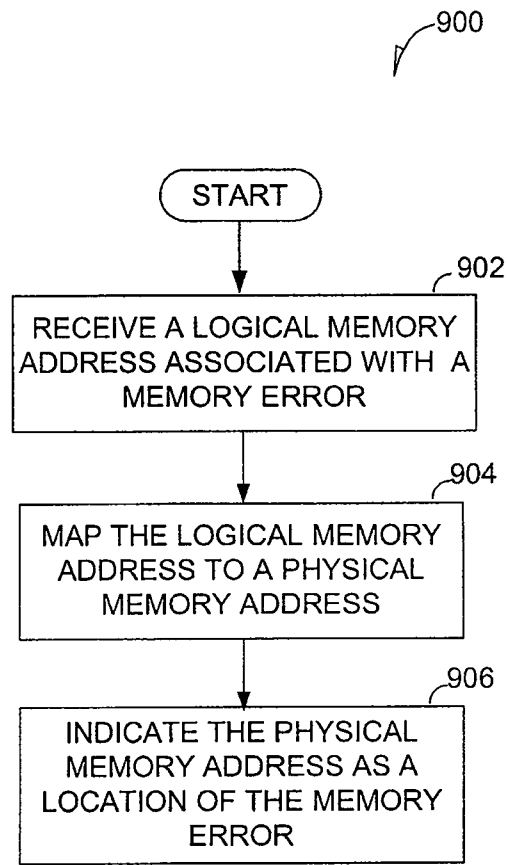 900
START
902
RECEIVE A LOGICAL MEMORY
ADDRESS ASSOCIATED WITH A
MEMORY ERROR
904
MAP THE LOGICAL MEMORY
ADDRESS TO A PHYSICAL
MEMORY ADDRESS
906
INDICATE THE PHYSICAL
MEMORY ADDRESS AS A
LOCATION OF THE MEMORY
ERROR